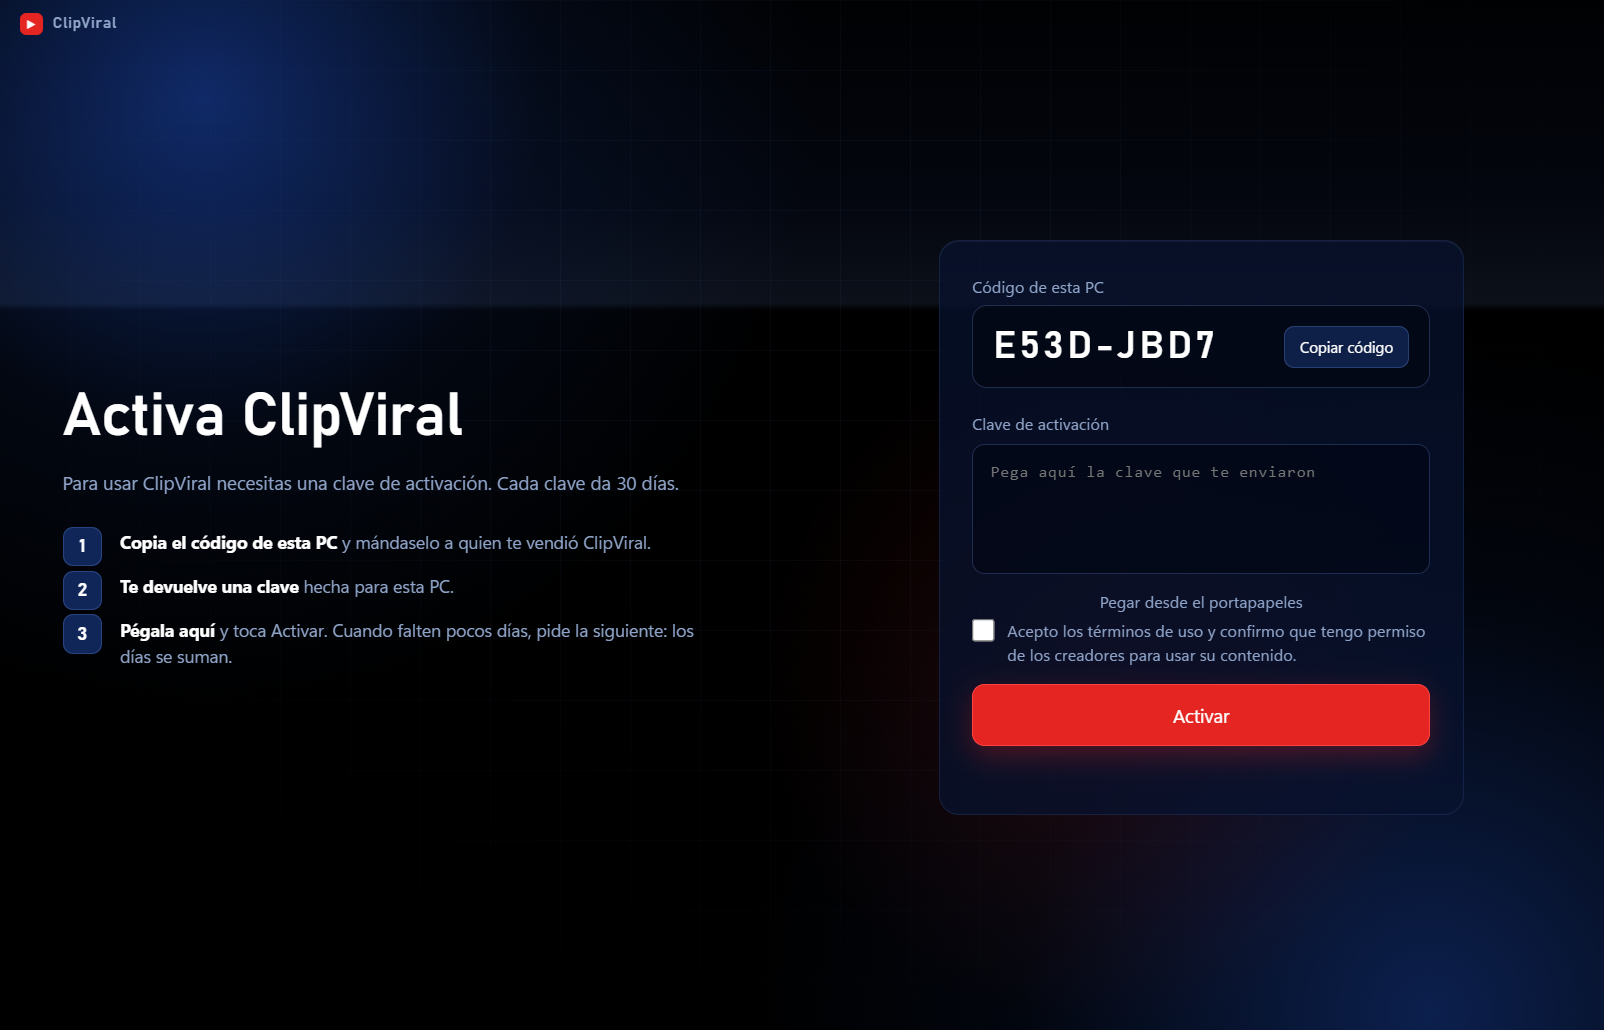 ClipViral
Activa ClipViral
Para usar ClipViral necesitas una clave de activación. Cada clave da 30 días.
1 Copia el código de esta PC y mándaselo a quien te vendió ClipViral.
2 Te devuelve una clave hecha para esta PC.
3 Pégala aquí y toca Activar. Cuando falten pocos días, pide la siguiente: los
días se suman.
Código de esta PC
E53D-JBD7 Copiar código
Clave de activación
Pega aquí la clave que te enviaron
Pegar desde el portapapeles
Acepto los términos de uso y confirmo que tengo permiso
de los creadores para usar su contenido.
Activar